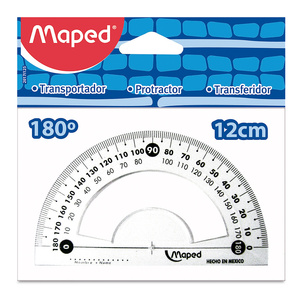 Maped
• Transportador • Protractor • Transferidor
180º 12cm
0 10 20 30 40 50 60 70 80 90 100 110 120 130 140 150 160 170 180
180 170 160 150 140 130 120 110 100 90 80 70 60 50 40 30 20 10 0
Nombre • Name
Maped
HECHO EN MEXICO